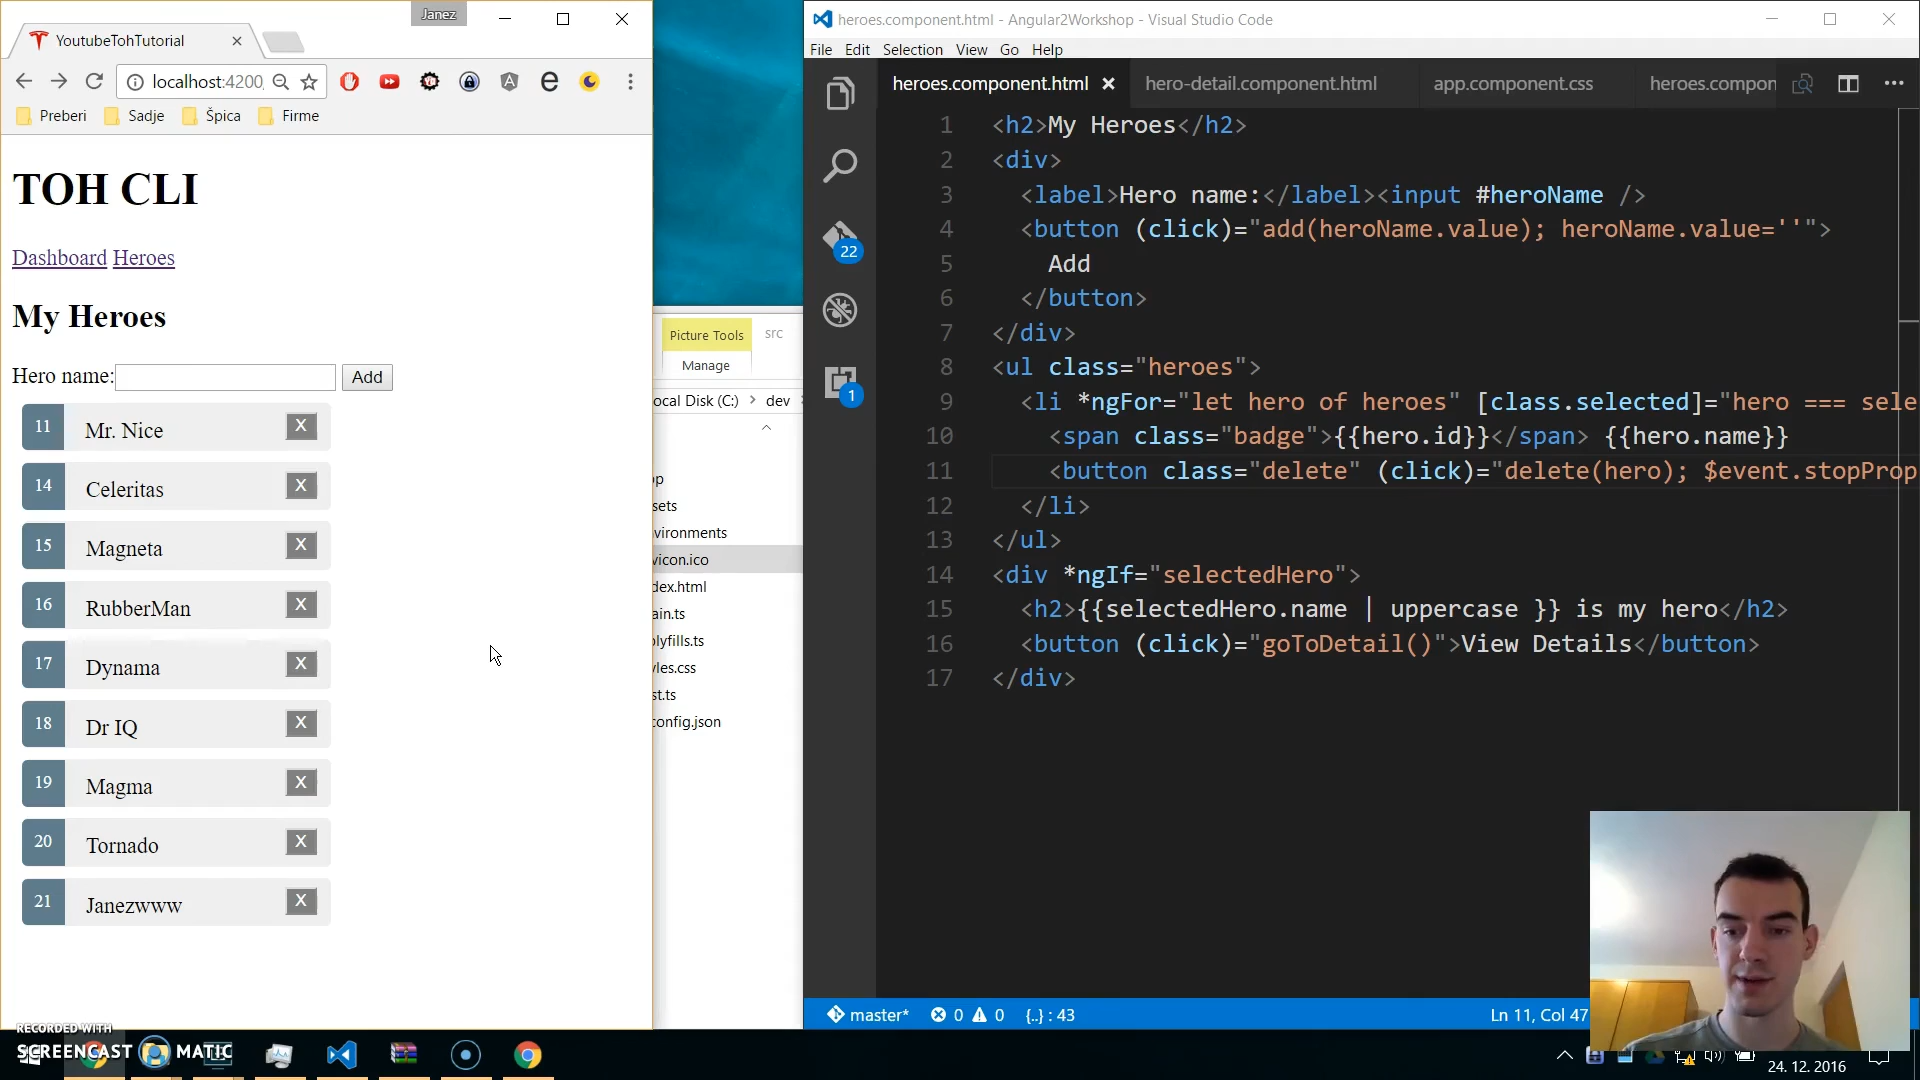 Janez
YoutubeTohTutorial
localhost:4200
Preberi Sadje Špica Firme
TOH CLI
Dashboard Heroes
My Heroes
Hero name: Add
11 Mr. Nice X
14 Celeritas X
15 Magneta X
16 RubberMan X
17 Dynama X
18 Dr IQ X
19 Magma X
20 Tornado X
21 Janezwww X
Picture Tools src
Manage
ocal Disk (C:) > dev
op
sets
vironments
vicon.ico
dex.html
ain.ts
olyfills.ts
yles.css
st.ts
config.json
heroes.component.html - Angular2Workshop - Visual Studio Code
File Edit Selection View Go Help
heroes.component.html hero-detail.component.html app.component.css heroes.compon
22
1
1 <h2>My Heroes</h2>
2 <div>
3 <label>Hero name:</label><input #heroName />
4 <button (click)="add(heroName.value); heroName.value=''">
5 Add
6 </button>
7 </div>
8 <ul class="heroes">
9 <li *ngFor="let hero of heroes" [class.selected]="hero === sele
10 <span class="badge">{{hero.id}}</span> {{hero.name}}
11 <button class="delete" (click)="delete(hero); $event.stopProp
12 </li>
13 </ul>
14 <div *ngIf="selectedHero">
15 <h2>{{selectedHero.name | uppercase }} is my hero</h2>
16 <button (click)="goToDetail()">View Details</button>
17 </div>
master* 0 0 {..} : 43 Ln 11, Col 47
RECORDED WITH
SCREENCAST MATIC
24. 12. 2016